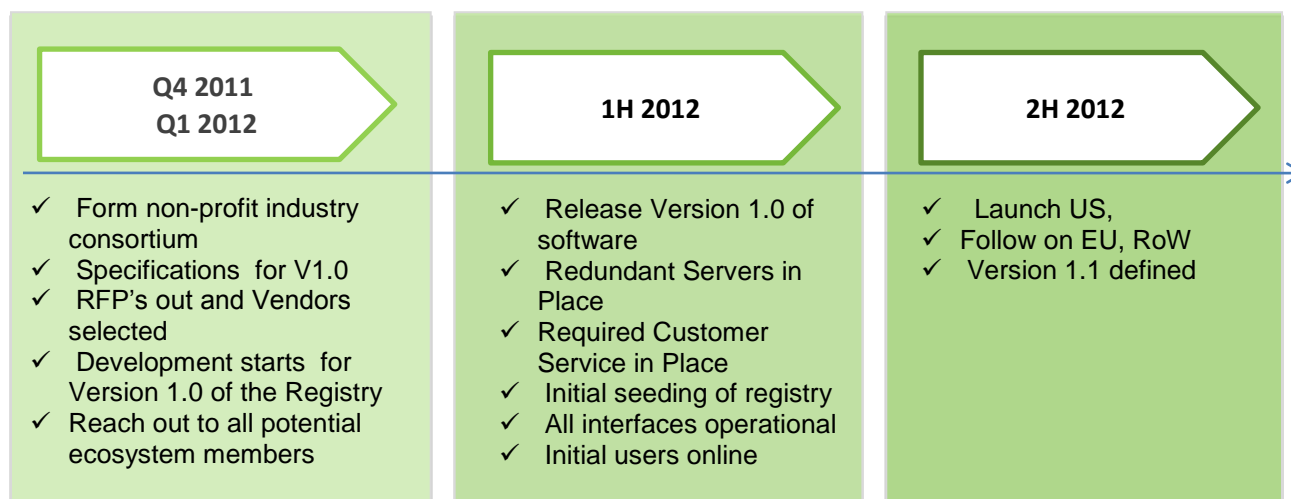 Q4 2011
Q1 2012
✓ Form non-profit industry
consortium
✓ Specifications for V1.0
✓ RFP's out and Vendors
selected
✓ Development starts for
Version 1.0 of the Registry
✓ Reach out to all potential
ecosystem members
1H 2012
✓ Release Version 1.0 of
software
✓ Redundant Servers in
Place
✓ Required Customer
Service in Place
✓ Initial seeding of registry
✓ All interfaces operational
✓ Initial users online
2H 2012
✓ Launch US,
✓ Follow on EU, RoW
✓ Version 1.1 defined